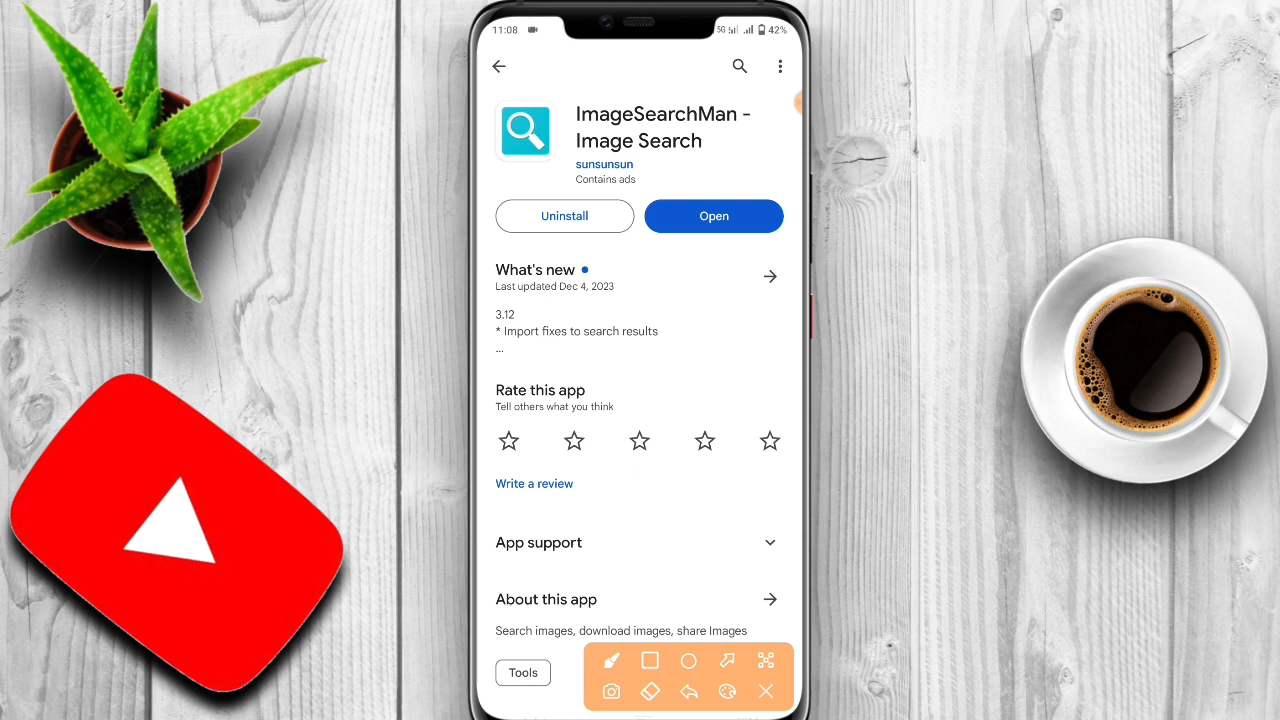 11:08
5G
42%
ImageSearchMan -
Image Search
sunsunsun
Contains ads
Uninstall
Open
What's new
Last updated Dec 4, 2023
3.12
* Import fixes to search results
...
Rate this app
Tell others what you think
Write a review
App support
About this app
Search images, download images, share Images
Tools